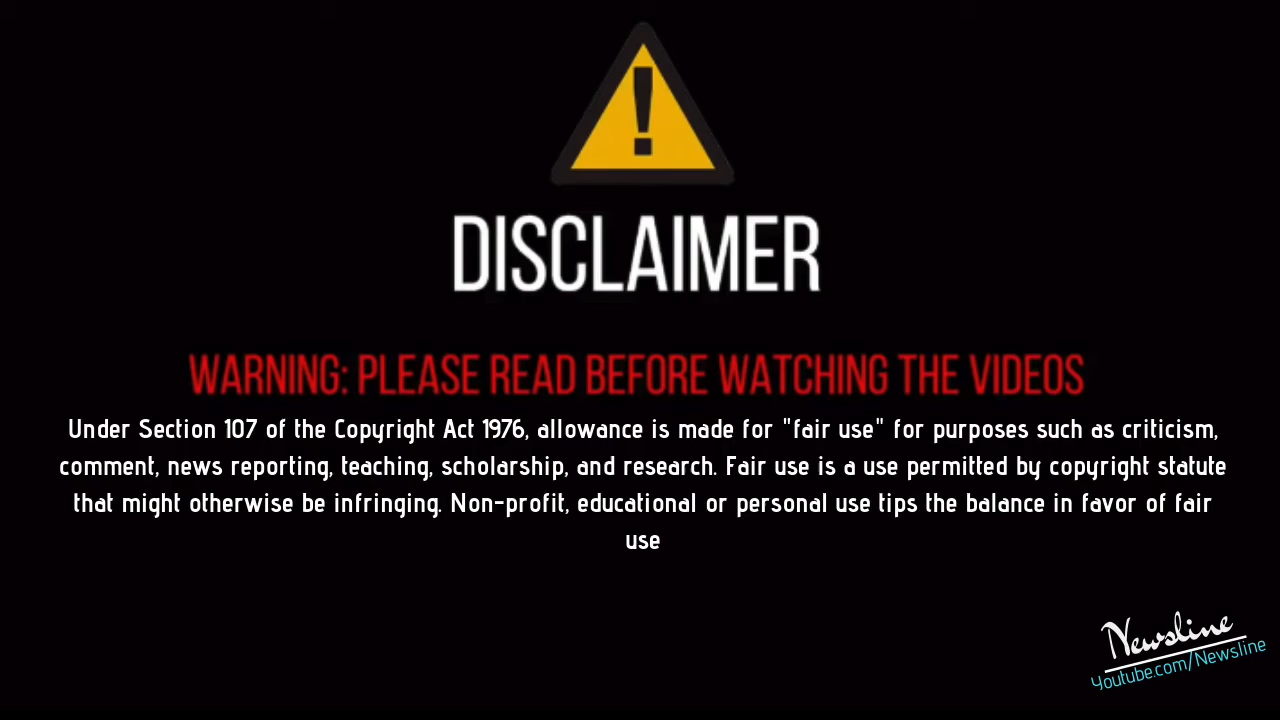 DISCLAIMER
WARNING: PLEASE READ BEFORE WATCHING THE VIDEOS
Under Section 107 of the Copyright Act 1976, allowance is made for "fair use" for purposes such as criticism,
comment, news reporting, teaching, scholarship, and research. Fair use is a use permitted by copyright statute
that might otherwise be infringing. Non-profit, educational or personal use tips the balance in favor of fair
use
Newsline
Youtube.com/Newsline